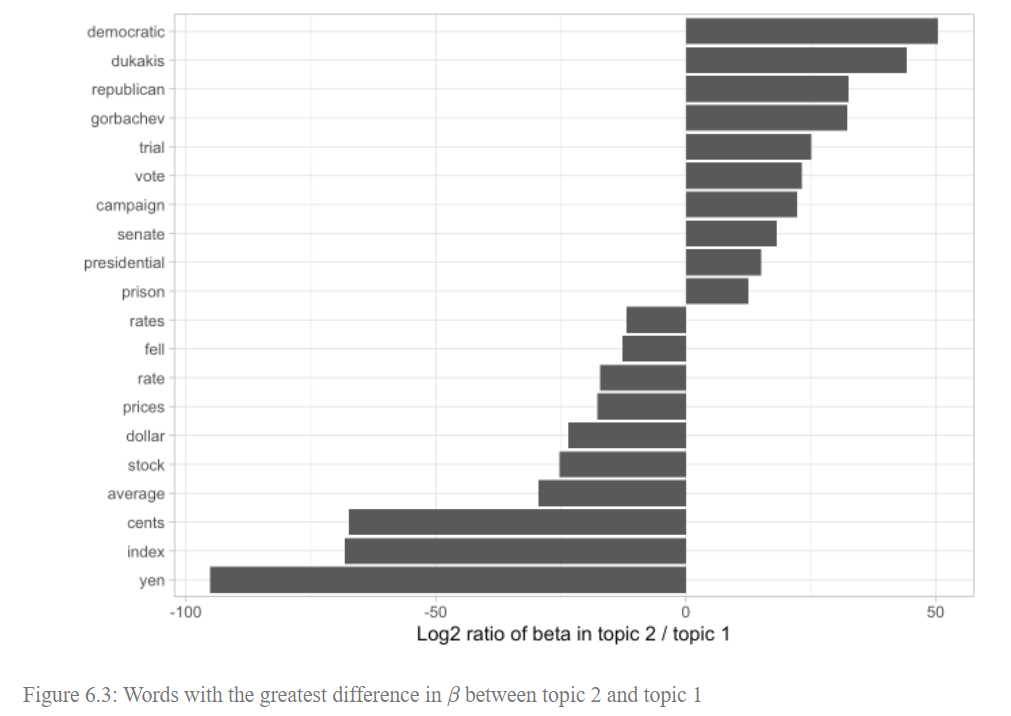 democratic
dukakis
republican
gorbachev
trial
vote
campaign
senate
presidential
prison
rates
fell
rate
prices
dollar
stock
average
cents
index
yen
-100 -50 0 50
Log2 ratio of beta in topic 2 / topic 1
Figure 6.3: Words with the greatest difference in β between topic 2 and topic 1